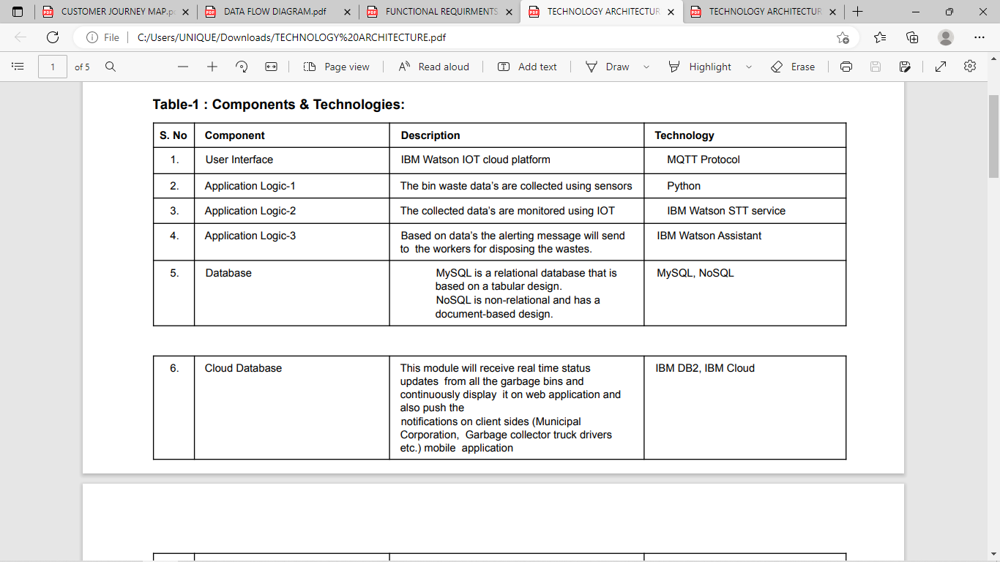 CUSTOMER JOURNEY MAP.p
DATA FLOW DIAGRAM.pdf
FUNCTIONAL REQUIRMENTS
TECHNOLOGY ARCHITECTUR
TECHNOLOGY ARCHITECTUR
File C:/Users/UNIQUE/Downloads/TECHNOLOGY%20ARCHITECTURE.pdf
1 of 5 Page view Read aloud Add text Draw Highlight Erase
Table-1 : Components & Technologies:
S. No Component Description Technology
1. User Interface IBM Watson IOT cloud platform MQTT Protocol
2. Application Logic-1 The bin waste data’s are collected using sensors Python
3. Application Logic-2 The collected data’s are monitored using IOT IBM Watson STT service
4. Application Logic-3 Based on data’s the alerting message will send IBM Watson Assistant
to the workers for disposing the wastes.
5. Database MySQL is a relational database that is MySQL, NoSQL
based on a tabular design.
NoSQL is non-relational and has a
document-based design.
6. Cloud Database This module will receive real time status IBM DB2, IBM Cloud
updates from all the garbage bins and
continuously display it on web application and
also push the
notifications on client sides (Municipal
Corporation, Garbage collector truck drivers
etc.) mobile application